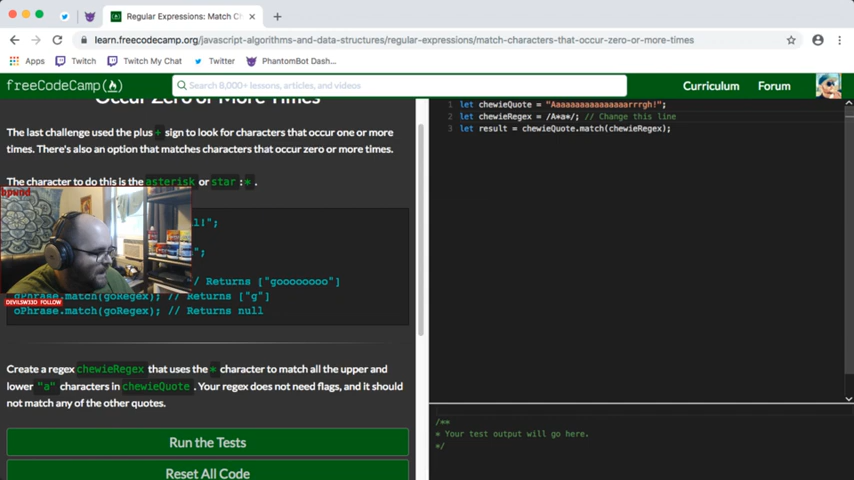 Regular Expressions: Match Ch
learn.freecodecamp.org/javascript-algorithms-and-data-structures/regular-expressions/match-characters-that-occur-zero-or-more-times
Apps Twitch Twitch My Chat Twitter PhantomBot Dash...
freeCodeCamp Search 8,000+ lessons, articles, and videos Curriculum Forum
Occur Zero or More Times
The last challenge used the plus + sign to look for characters that occur one or more
times. There's also an option that matches characters that occur zero or more times.
The character to do this is the asterisk or star : * .
l!";
";
/ Returns ["goooooooo"]
gPhrase.match(goRegex); // Returns ["g"]
oPhrase.match(goRegex); // Returns null
DEVILSW33D FOLLOW
Create a regex chewieRegex that uses the * character to match all the upper and
lower "a" characters in chewieQuote . Your regex does not need flags, and it should
not match any of the other quotes.
Run the Tests
Reset All Code
1 let chewieQuote = "Aaaaaaaaaaaaaaaarrrgh!";
2 let chewieRegex = /A*a*/; // Change this line
3 let result = chewieQuote.match(chewieRegex);
/**
* Your test output will go here.
*/